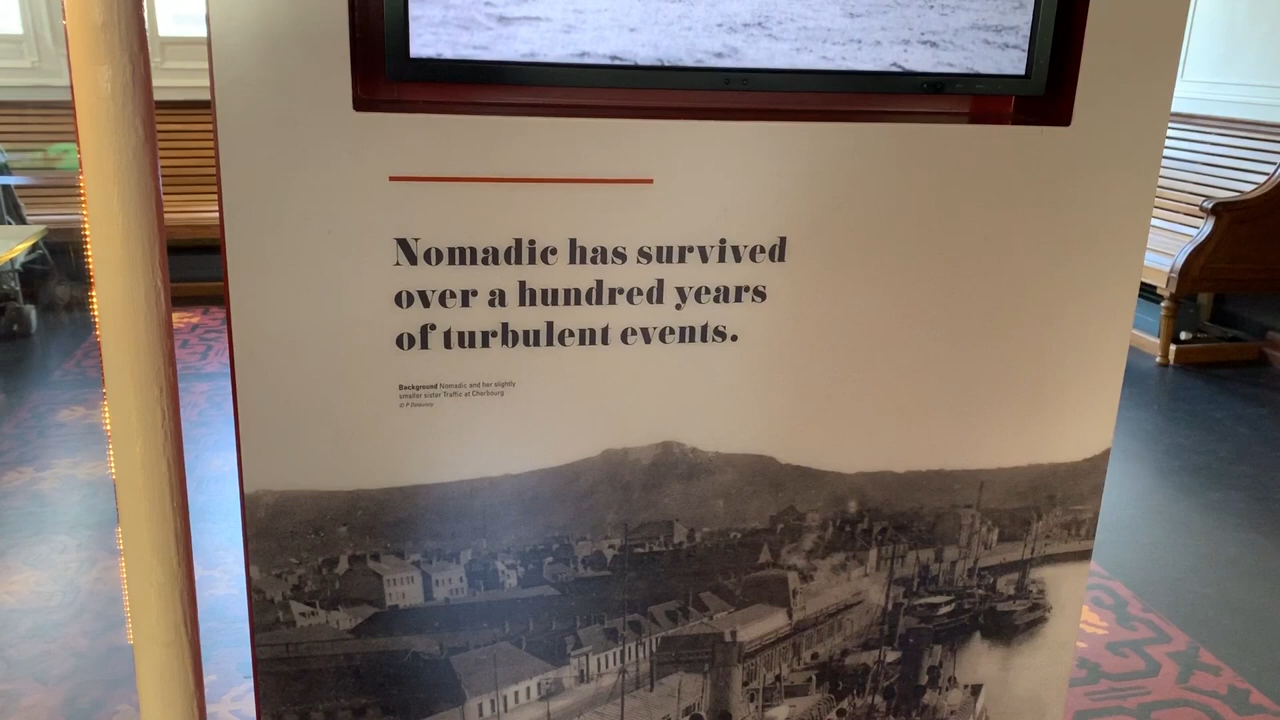 Nomadic has survived
over a hundred years
of turbulent events.
Background Nomadic and her slightly
smaller sister Traffic at Cherbourg
© P Delaunoy